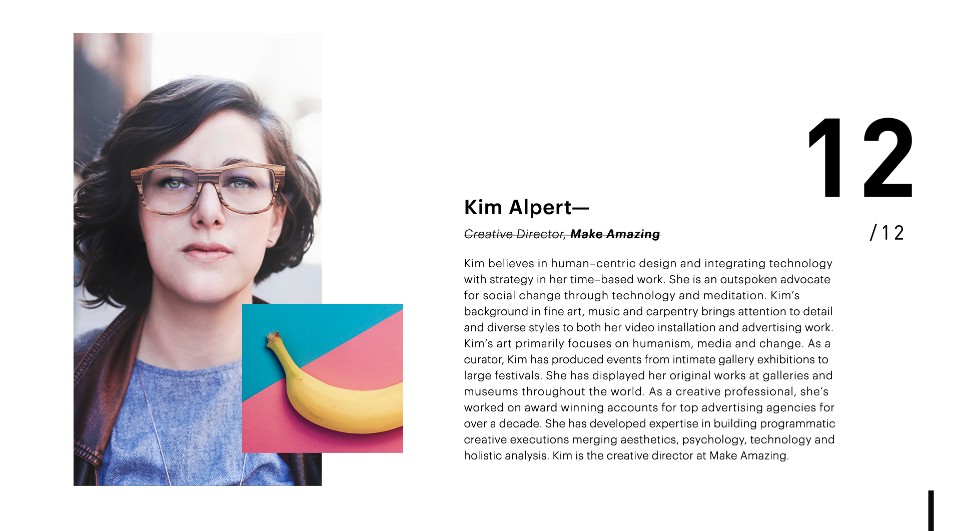 12
/12
Kim Alpert—
Creative Director, Make Amazing
Kim believes in human-centric design and integrating technology
with strategy in her time-based work. She is an outspoken advocate
for social change through technology and meditation. Kim's
background in fine art, music and carpentry brings attention to detail
and diverse styles to both her video installation and advertising work.
Kim's art primarily focuses on humanism, media and change. As a
curator, Kim has produced events from intimate gallery exhibitions to
large festivals. She has displayed her original works at galleries and
museums throughout the world. As a creative professional, she's
worked on award winning accounts for top advertising agencies for
over a decade. She has developed expertise in building programmatic
creative executions merging aesthetics, psychology, technology and
holistic analysis. Kim is the creative director at Make Amazing.